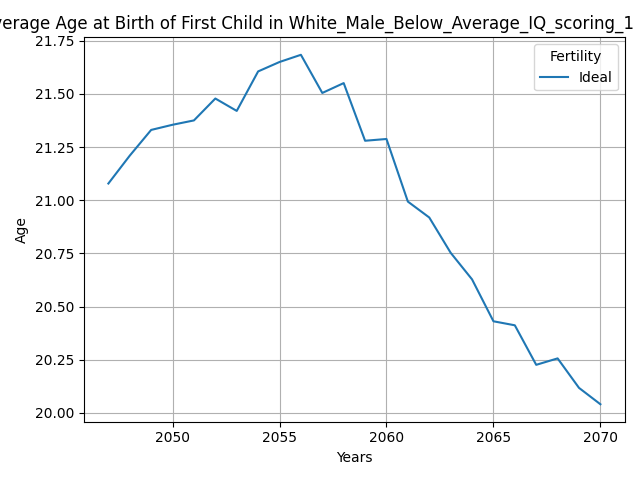 verage Age at Birth of First Child in White_Male_Below_Average_IQ_scoring_1
Fertility
Ideal
21.75
21.50
21.25
21.00
20.75
20.50
20.25
20.00
Age
2050 2055 2060 2065 2070
Years